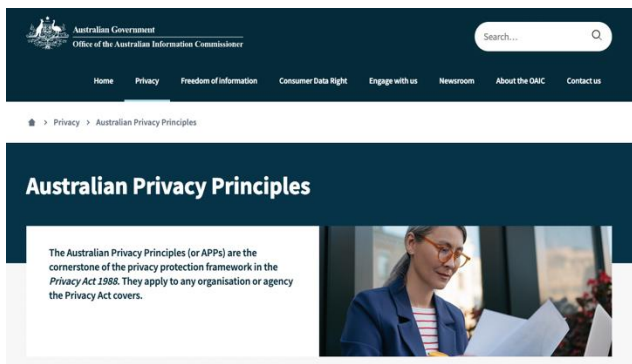 Australian Government
Office of the Australian Information Commissioner
Search...
Home Privacy Freedom of information Consumer Data Right Engage with us Newsroom About the OAIC Contact us
> Privacy > Australian Privacy Principles
Australian Privacy Principles
The Australian Privacy Principles (or APPs) are the
cornerstone of the privacy protection framework in the
Privacy Act 1988. They apply to any organisation or agency
the Privacy Act covers.